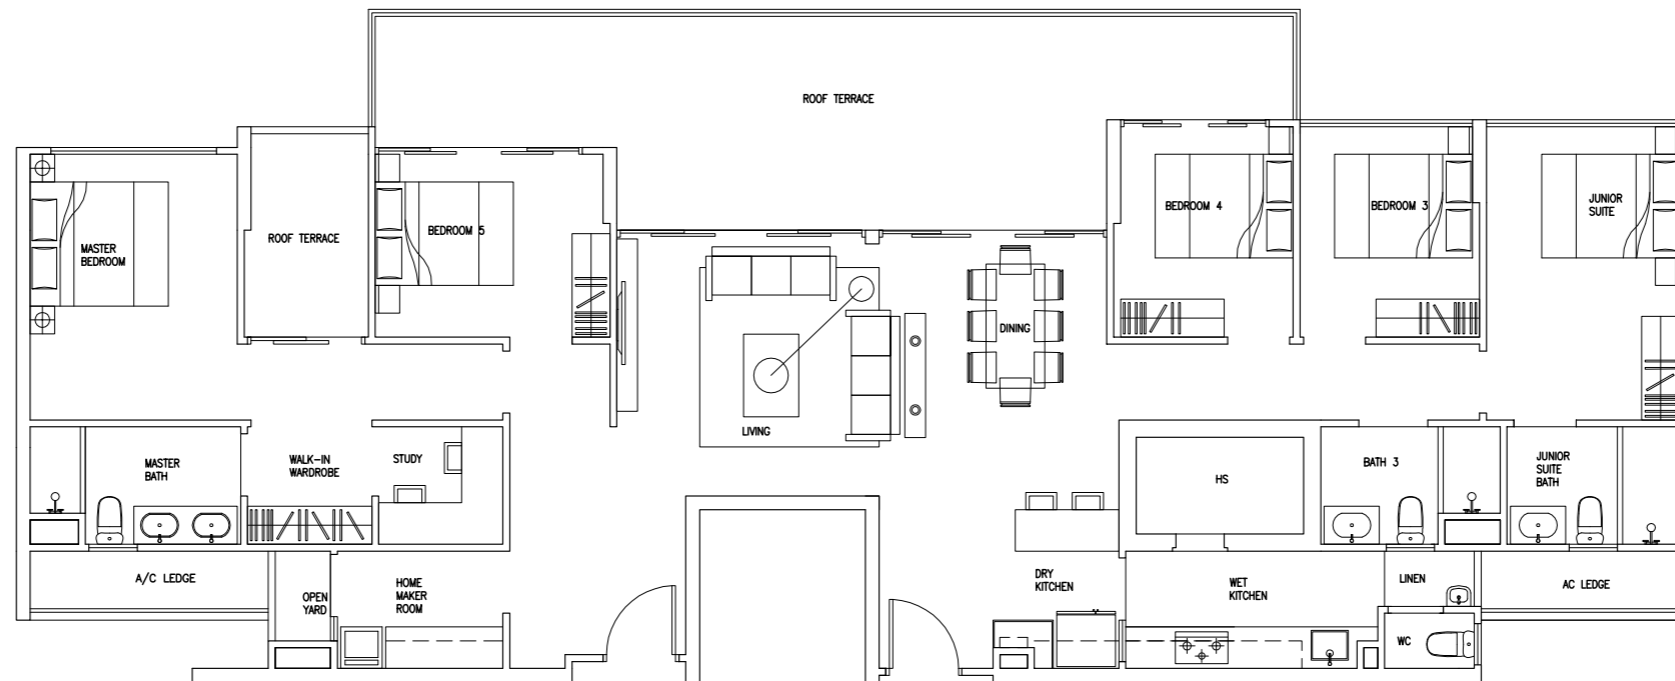 ROOF TERRACE
MASTER
BEDROOM
ROOF TERRACE
BEDROOM 5
BEDROOM 4
BEDROOM 3
JUNIOR
SUITE
DINING
LIVING
MASTER
BATH
WALK-IN
WARDROBE
STUDY
HS
BATH 3
JUNIOR
SUITE
BATH
A/C LEDGE
OPEN
YARD
HOME
MAKER
ROOM
DRY
KITCHEN
WET
KITCHEN
LINEN
AC LEDGE
WC